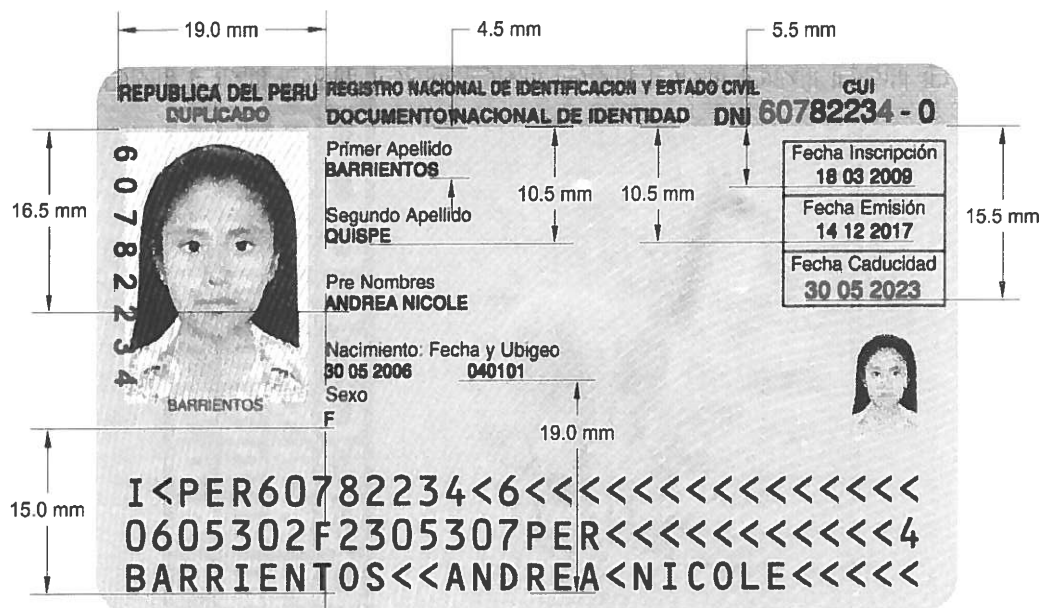 19.0 mm
4.5 mm
5.5 mm
REPUBLICA DEL PERU
DUPLICADO
REGISTRO NACIONAL DE IDENTIFICACION Y ESTADO CIVIL
DOCUMENTO NACIONAL DE IDENTIDAD
CUI
DNI 60782234 - 0
60782234
16.5 mm
Primer Apellido
BARRIENTOS
Segundo Apellido
QUISPE
Pre Nombres
ANDREA NICOLE
Nacimiento: Fecha y Ubigeo
30 05 2006 040101
Sexo
F
10.5 mm
10.5 mm
Fecha Inscripción
18 03 2009
Fecha Emisión
14 12 2017
Fecha Caducidad
30 05 2023
15.5 mm
BARRIENTOS
19.0 mm
15.0 mm
I<PER60782234<6<<<<<<<<<<<<<<<
0605302F2305307PER<<<<<<<<<<<4
BARRIENTOS<<ANDREA<NICOLE<<<<<